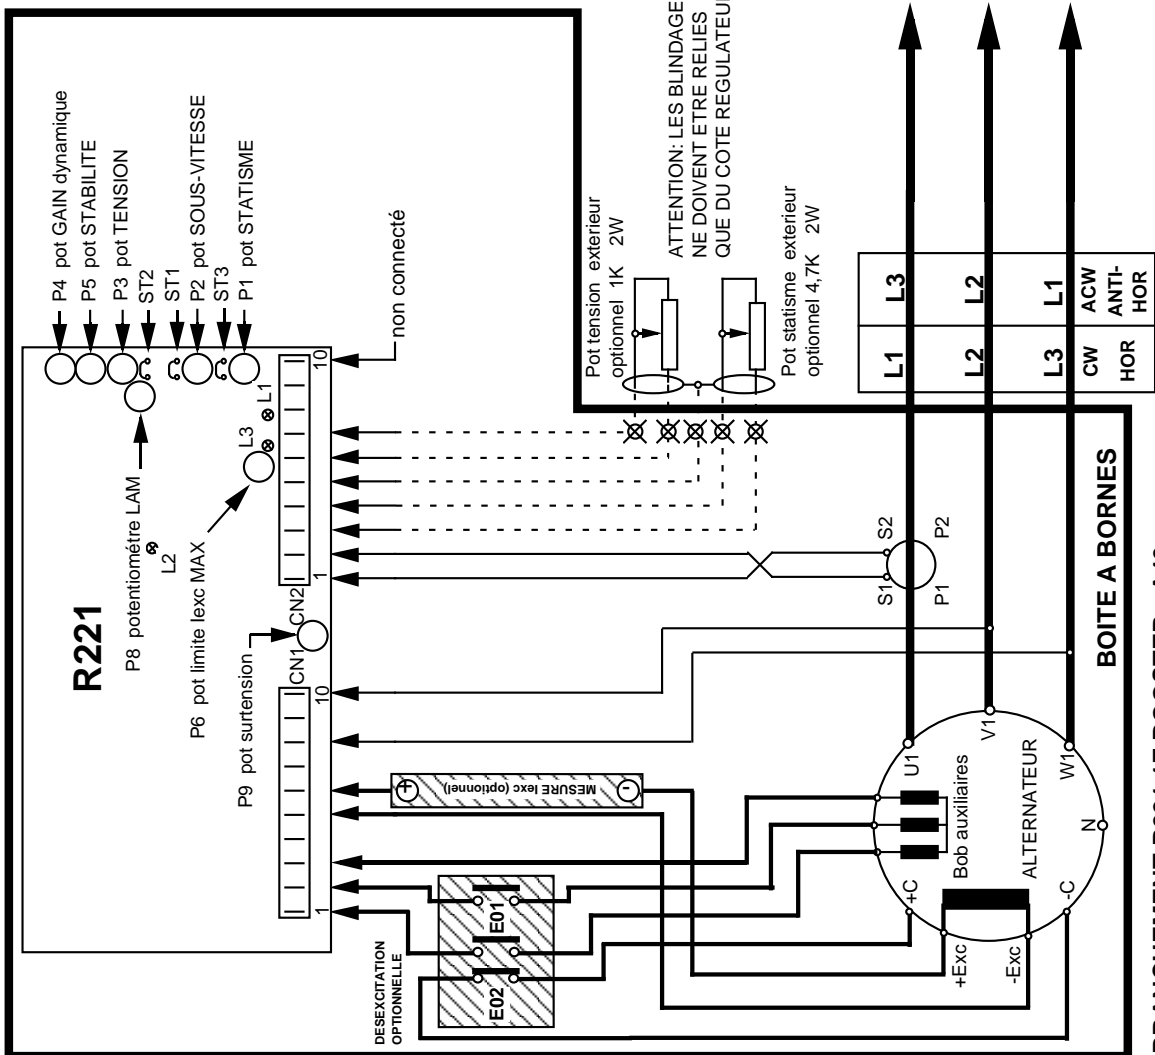 P4 pot GAIN dynamique
P5 pot STABILITE
P3 pot TENSION
ST2
ST1
P2 pot SOUS-VITESSE
ST3
P1 pot STATISME
R221
P8 potentiométre LAM
L2
P6 pot limite Iexc MAX
L3
L1
P9 pot surtension
CN1
CN2
1
10
1
10
non connecté
Pot tension exterieur
optionnel 1K 2W
ATTENTION: LES BLINDAGE
NE DOIVENT ETRE RELIES
QUE DU COTE REGULATEU
Pot statisme exterieur
optionnel 4,7K 2W
L1
L3
L2
L2
L3
L1
CW
HOR
ACW
ANTI-
HOR
S1
S2
P1
P2
BOITE A BORNES
+
MESURE Iexc (optionnel)
-
DESEXCITATION
OPTIONNELLE
E01
E02
U1
V1
W1
N
Bob auxiliaires
ALTERNATEUR
+C
-C
+Exc
-Exc